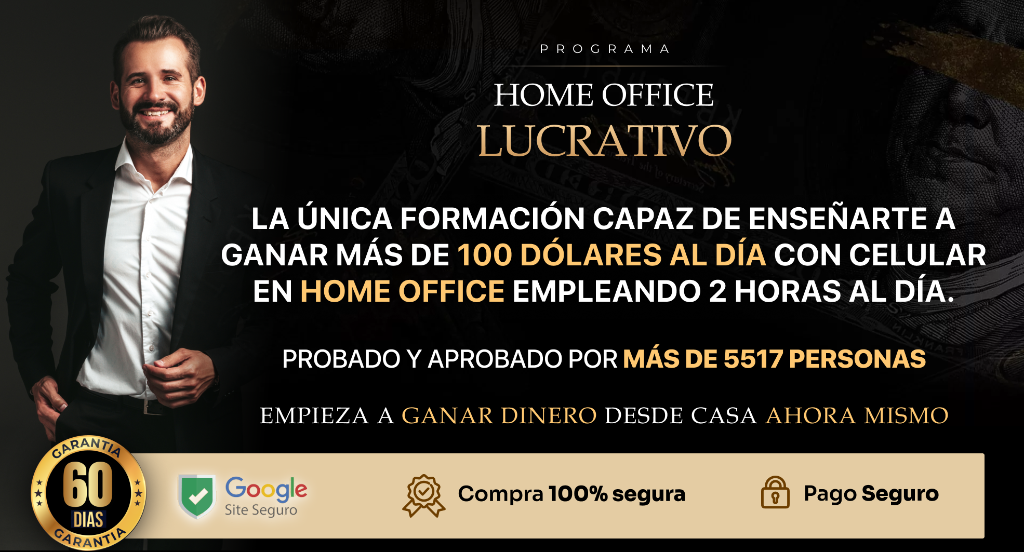 PROGRAMA
HOME OFFICE
LUCRATIVO
LA ÚNICA FORMACIÓN CAPAZ DE ENSEÑARTE A
GANAR MÁS DE 100 DÓLARES AL DÍA CON CELULAR
EN HOME OFFICE EMPLEANDO 2 HORAS AL DÍA.
PROBADO Y APROBADO POR MÁS DE 5517 PERSONAS
EMPIEZA A GANAR DINERO DESDE CASA AHORA MISMO
GARANTIA
60
DIAS
GARANTIA
Google
Site Seguro
Compra 100% segura
Pago Seguro